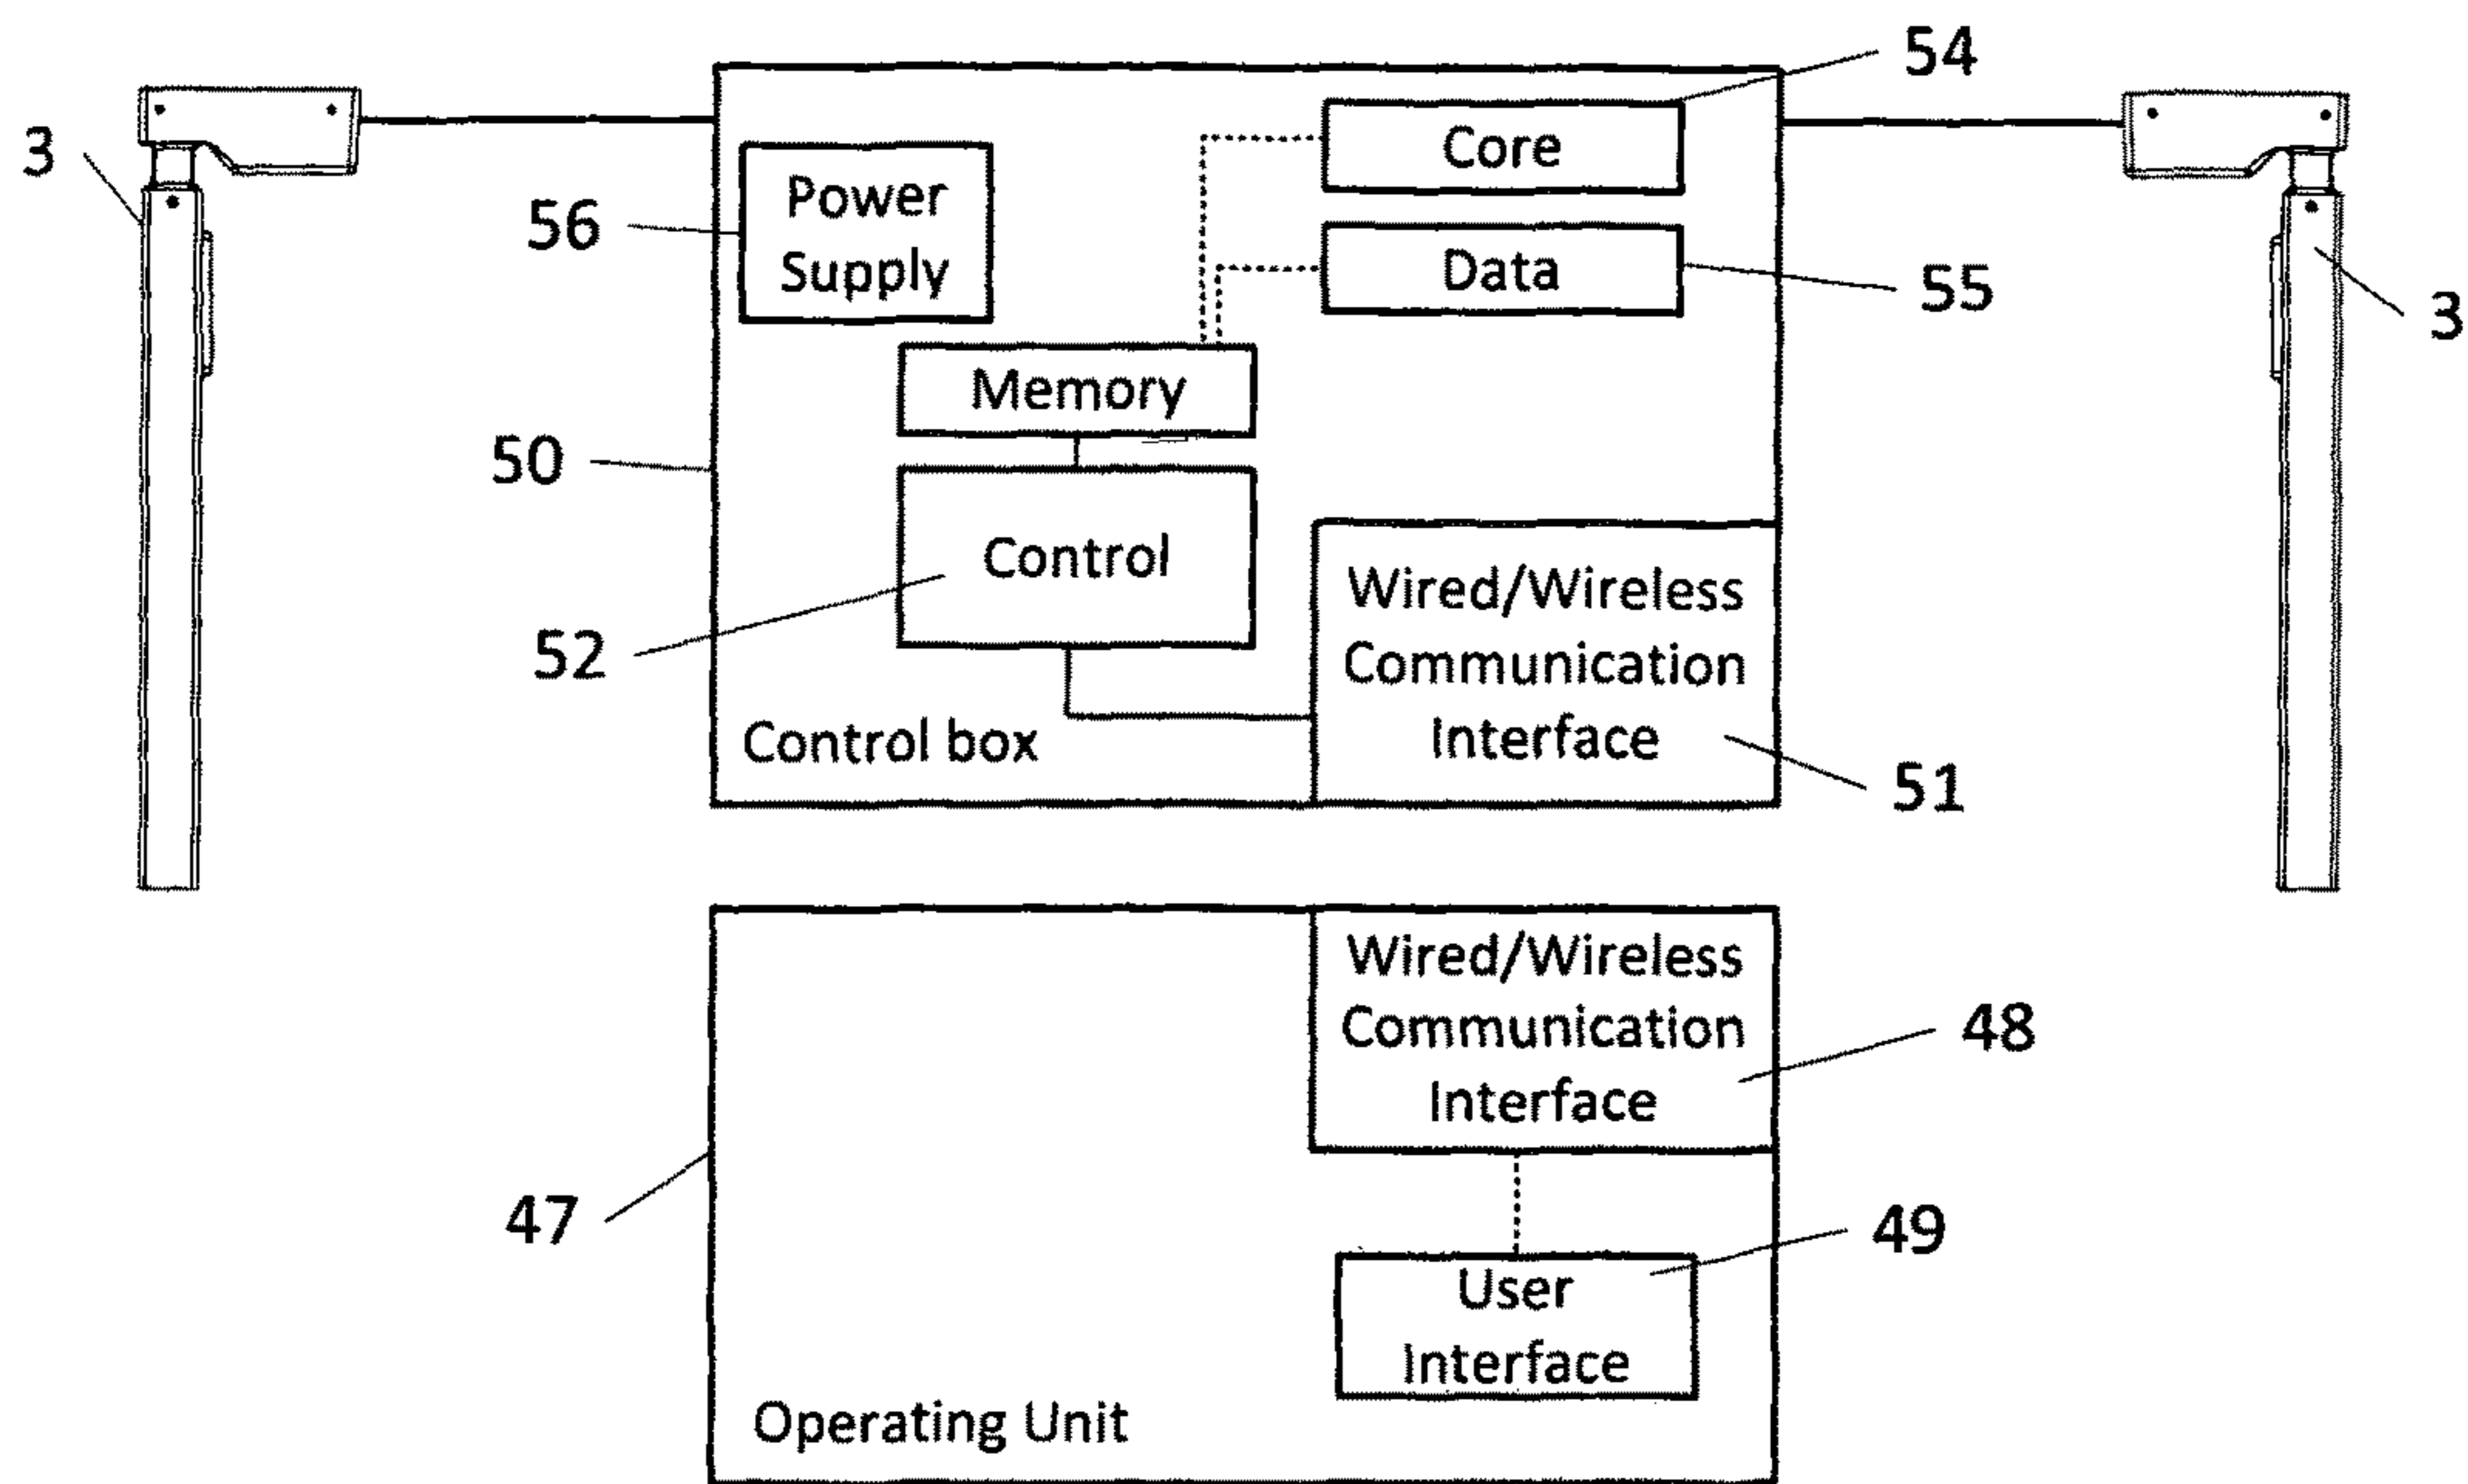 54
3
Core
Power
Supply
56
Data
55
3
Memory
50
Control
52
Wired/Wireless
Communication
Interface
Control box
51
Wired/Wireless
Communication
Interface
48
47
49
User
Interface
Operating Unit